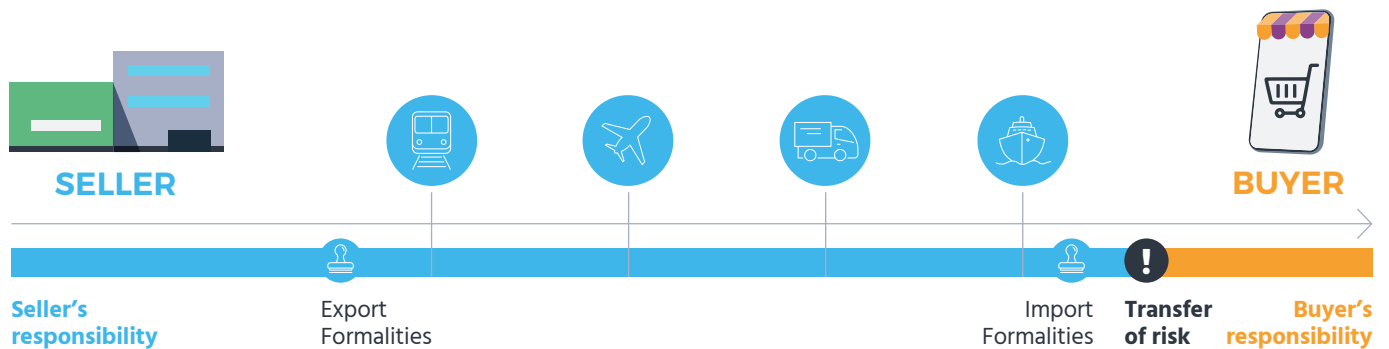 SELLER
BUYER
Seller’s
responsibility
Export
Formalities
Import
Formalities
Transfer
of risk
Buyer’s
responsibility